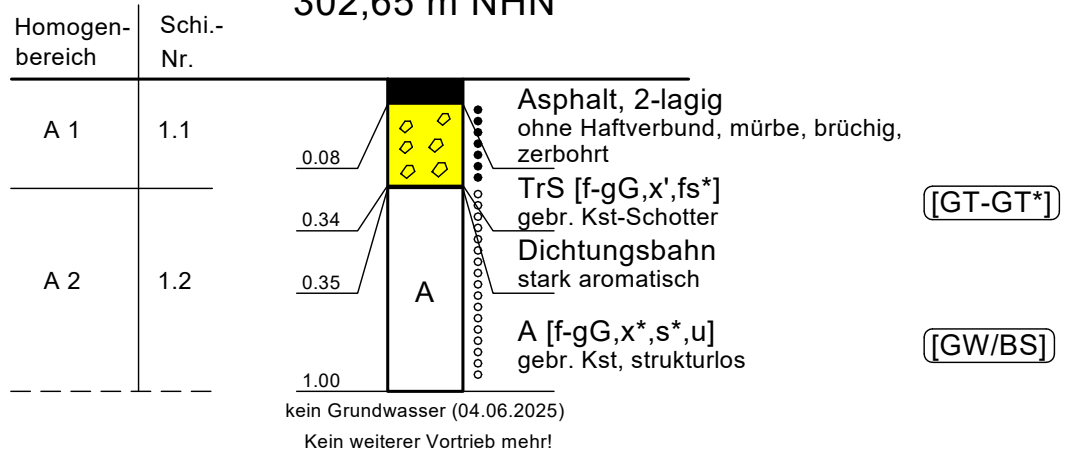 302,65 m NHN
Homogen-
bereich
Schi.-
Nr.
A 1
1.1
0.08
Asphalt, 2-lagig
ohne Haftverbund, mürbe, brüchig,
zerbohrt
0.34
TrS [f-gG,x',fs*]
gebr. Kst-Schotter
[GT-GT*]
A 2
1.2
0.35
Dichtungsbahn
stark aromatisch
A
A [f-gG,x*,s*,u]
gebr. Kst, strukturlos
[GW/BS]
1.00
kein Grundwasser (04.06.2025)
Kein weiterer Vortrieb mehr!